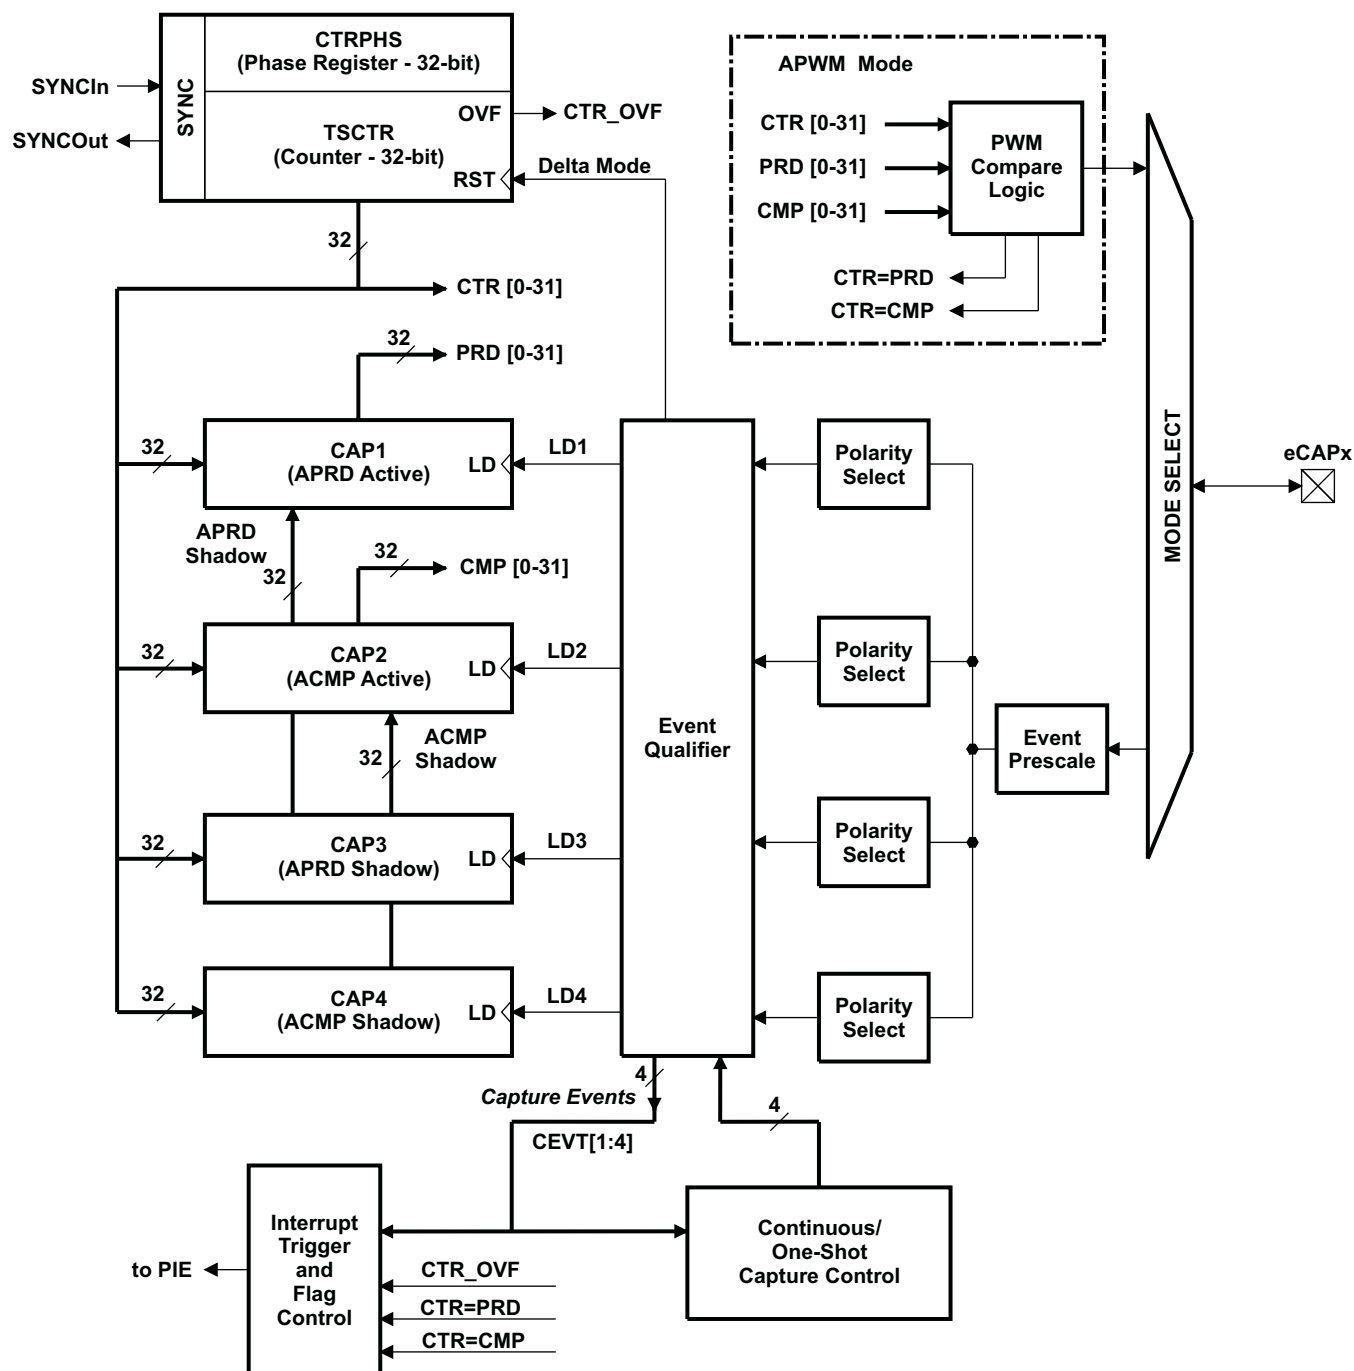 CTRPHS
(Phase Register - 32-bit)
SYNC
SYNCIn
SYNCOut
OVF
CTR_OVF
TSCTR
(Counter - 32-bit)
RST
Delta Mode
APWM Mode
CTR [0-31]
PRD [0-31]
CMP [0-31]
PWM
Compare
Logic
CTR=PRD
CTR=CMP
32
CTR [0-31]
32
PRD [0-31]
32
CAP1
(APRD Active)
LD
LD1
Polarity
Select
MODE SELECT
eCAPx
APRD
Shadow
32
32
CMP [0-31]
32
CAP2
(ACMP Active)
LD
LD2
Polarity
Select
Event
Qualifier
Event
Prescale
ACMP
Shadow
32
32
CAP3
(APRD Shadow)
LD
LD3
Polarity
Select
32
CAP4
(ACMP Shadow)
LD
LD4
Polarity
Select
4
Capture Events
CEVT[1:4]
4
Interrupt
Trigger
and
Flag
Control
to PIE
CTR_OVF
CTR=PRD
CTR=CMP
Continuous/
One-Shot
Capture Control